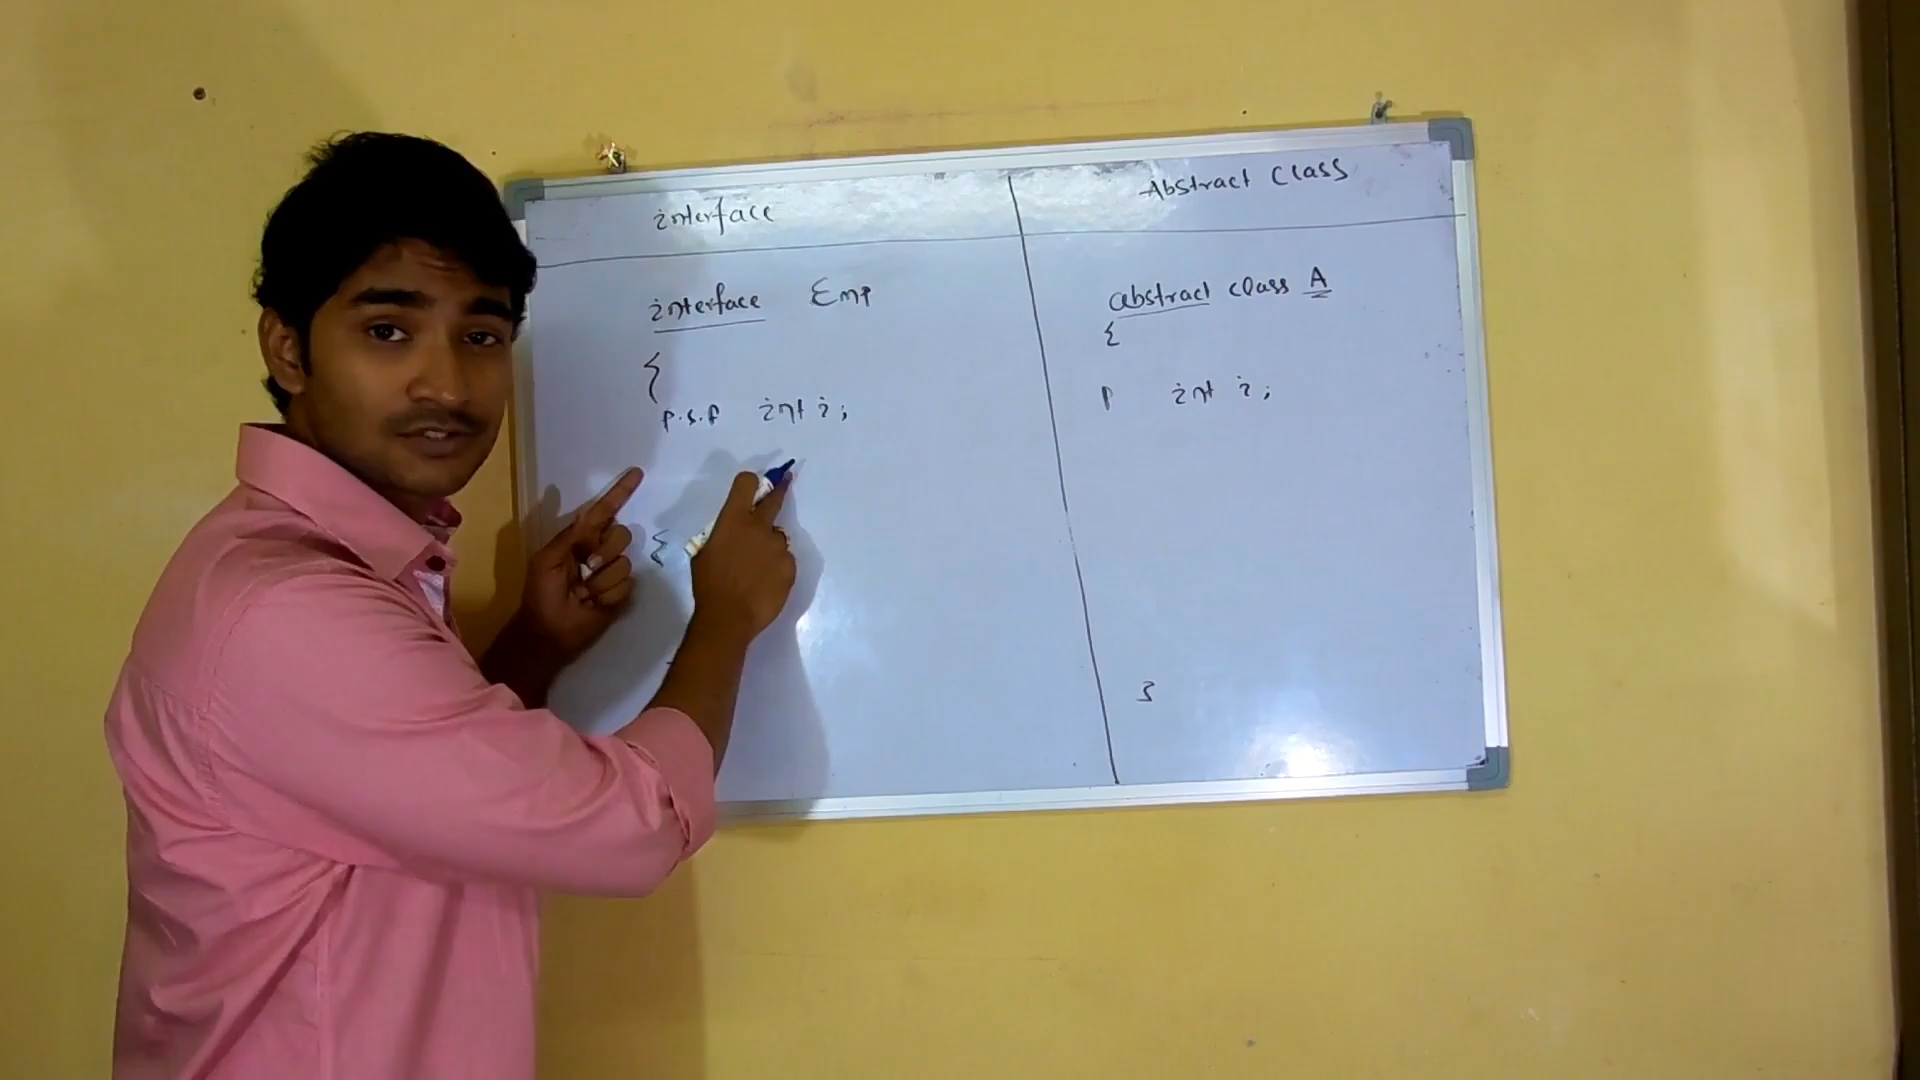 interface
interface Emp
{
p.s.f int i;
{
Abstract Class
abstract class A
{
p int i;
}